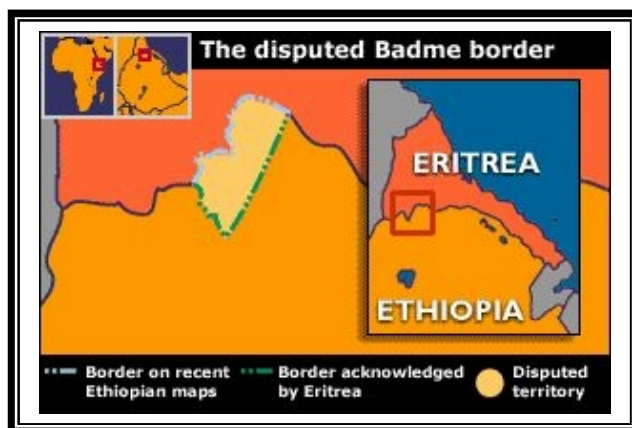 The disputed Badme border
ERITREA
ETHIOPIA
Border on recent
Ethiopian maps
Border acknowledged
by Eritrea
Disputed
territory